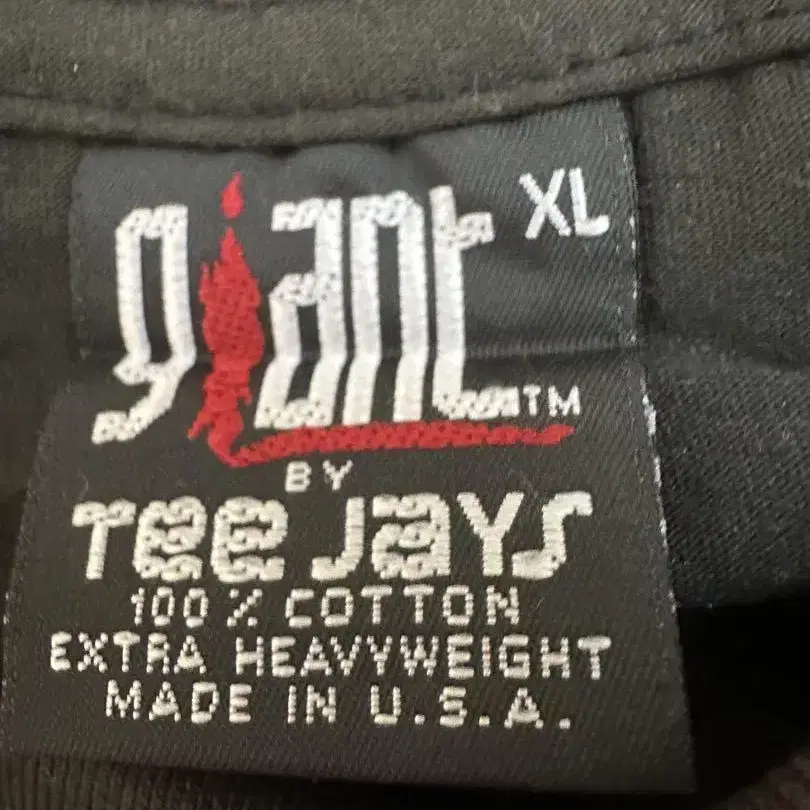 giant XL
TM
BY
Tee Jays
100% COTTON
EXTRA HEAVYWEIGHT
MADE IN U.S.A.